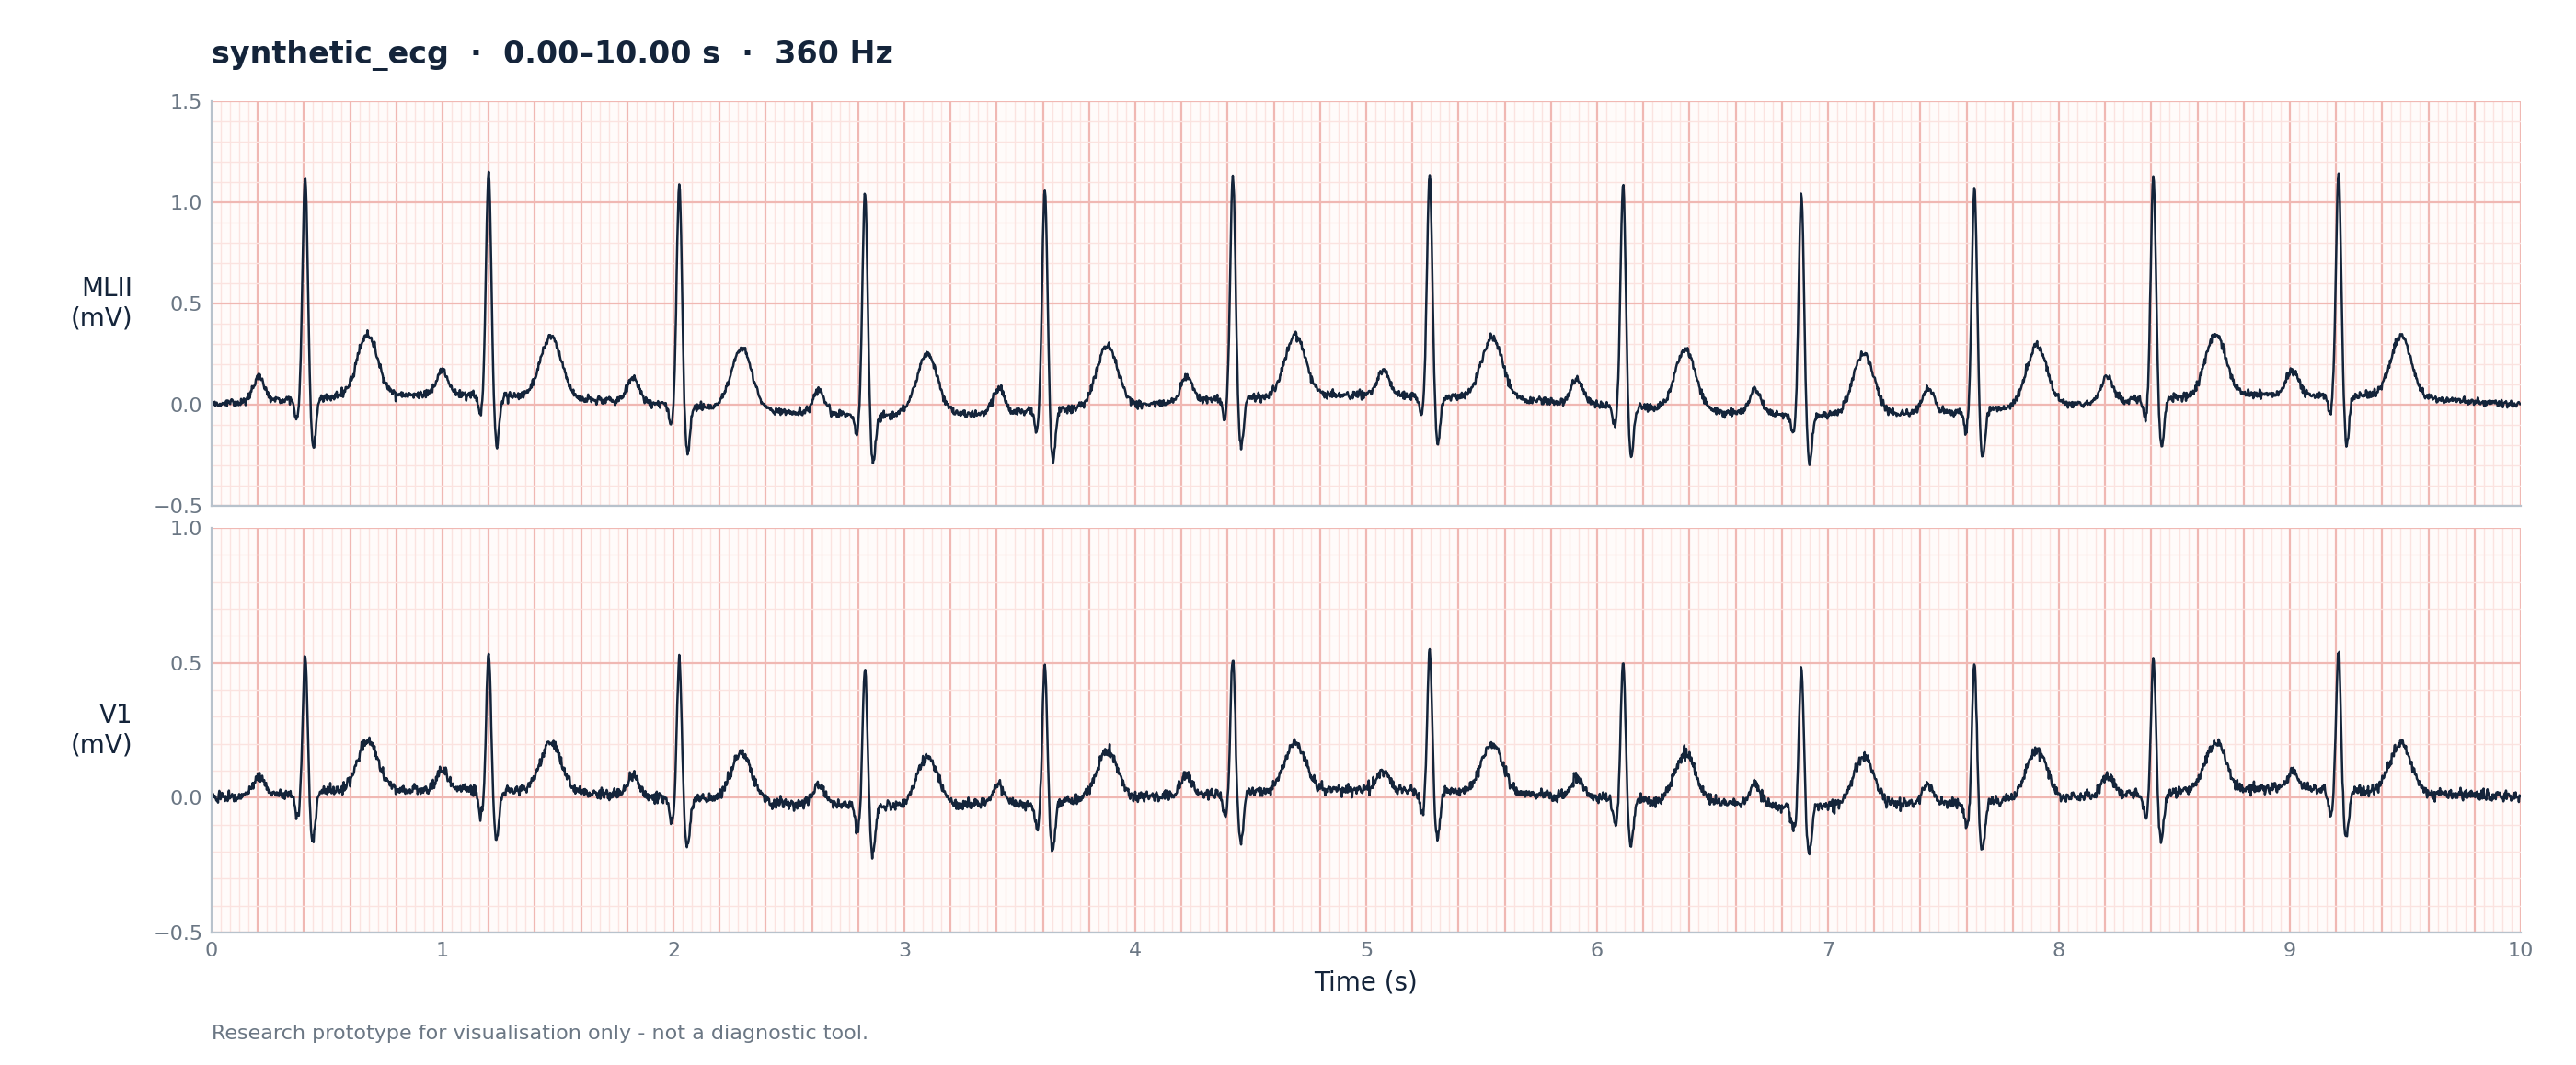 synthetic_ecg · 0.00–10.00 s · 360 Hz
1.5
1.0
0.5
0.0
−0.5
MLII
(mV)
1.0
0.5
0.0
−0.5
V1
(mV)
0 1 2 3 4 5 6 7 8 9 10
Time (s)
Research prototype for visualisation only - not a diagnostic tool.